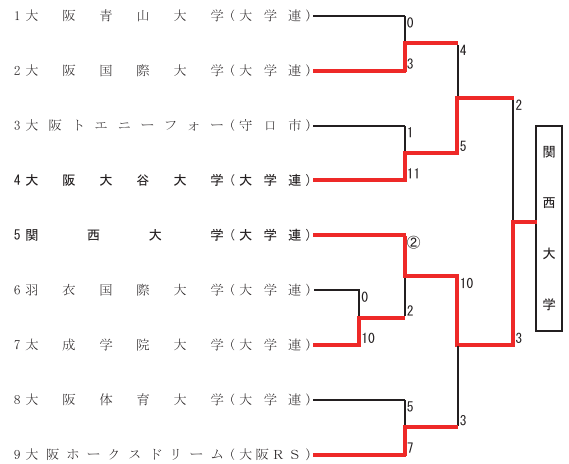 1大阪青山大学(大学連)
0
2大阪国際大学(大学連)
3
4
3大阪トエニーフォー(守口市)
1
2
4大阪大谷大学(大学連)
11
5
5関西大学(大学連)
②
関西大学
6羽衣国際大学(大学連)
0
10
2
7太成学院大学(大学連)
10
3
8大阪体育大学(大学連)
5
3
9大阪ホークスドリーム(大阪RS)
7